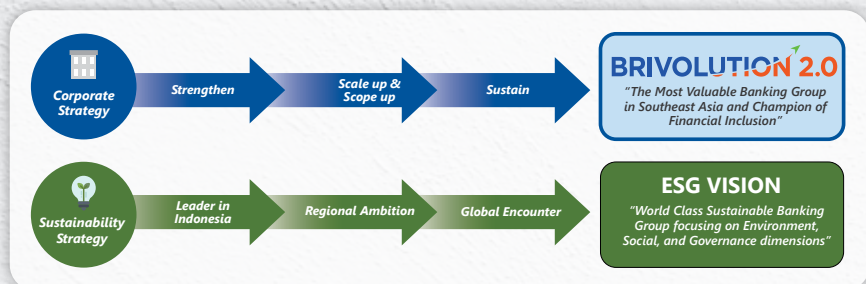 Corporate
Strategy
Strengthen
Scale up &
Scope up
Sustain
BRIVOLUTION 2.0
“The Most Valuable Banking Group
in Southeast Asia and Champion of
Financial Inclusion”
Sustainability
Strategy
Leader in
Indonesia
Regional Ambition
Global Encounter
ESG VISION
“World Class Sustainable Banking
Group focusing on Environment,
Social, and Governance dimensions”